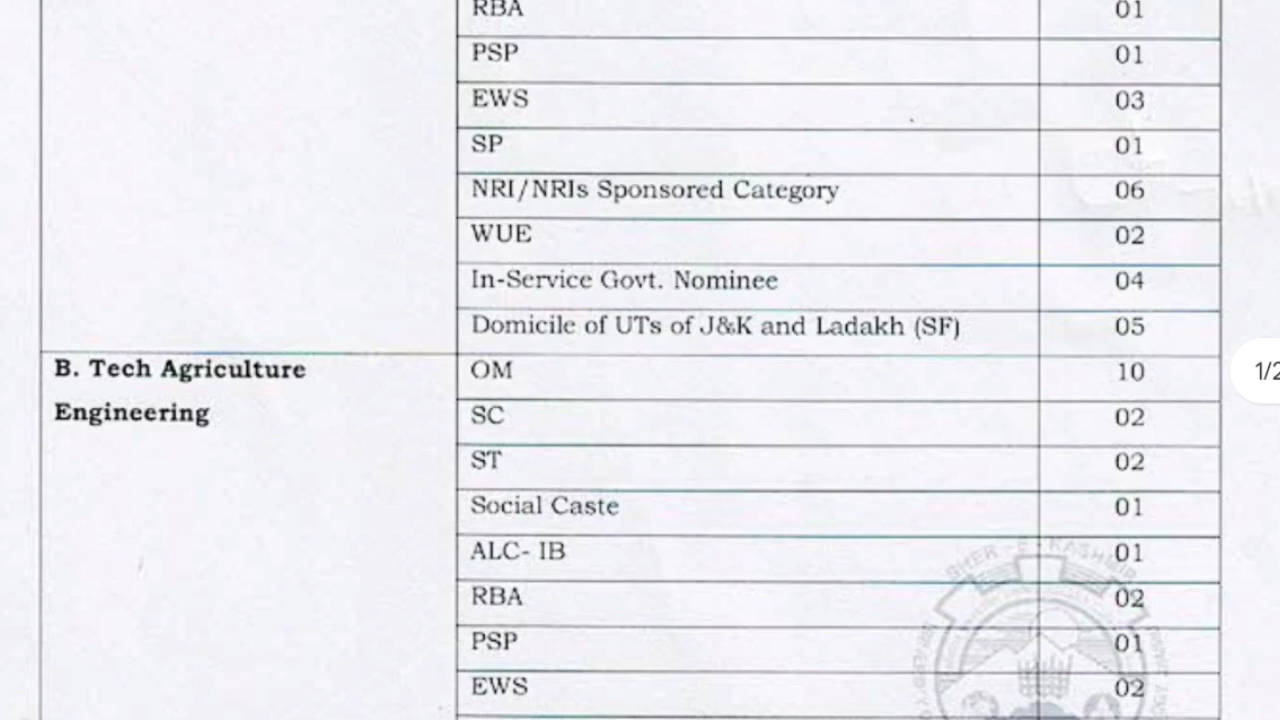 RBA 01
PSP 01
EWS 03
SP 01
NRI/NRIs Sponsored Category 06
WUE 02
In-Service Govt. Nominee 04
Domicile of UTs of J&K and Ladakh (SF) 05
B. Tech Agriculture OM 10
Engineering SC 02
ST 02
Social Caste 01
ALC- IB 01
RBA 02
PSP 01
EWS 02
SHER - E - KASHMIR
1/2